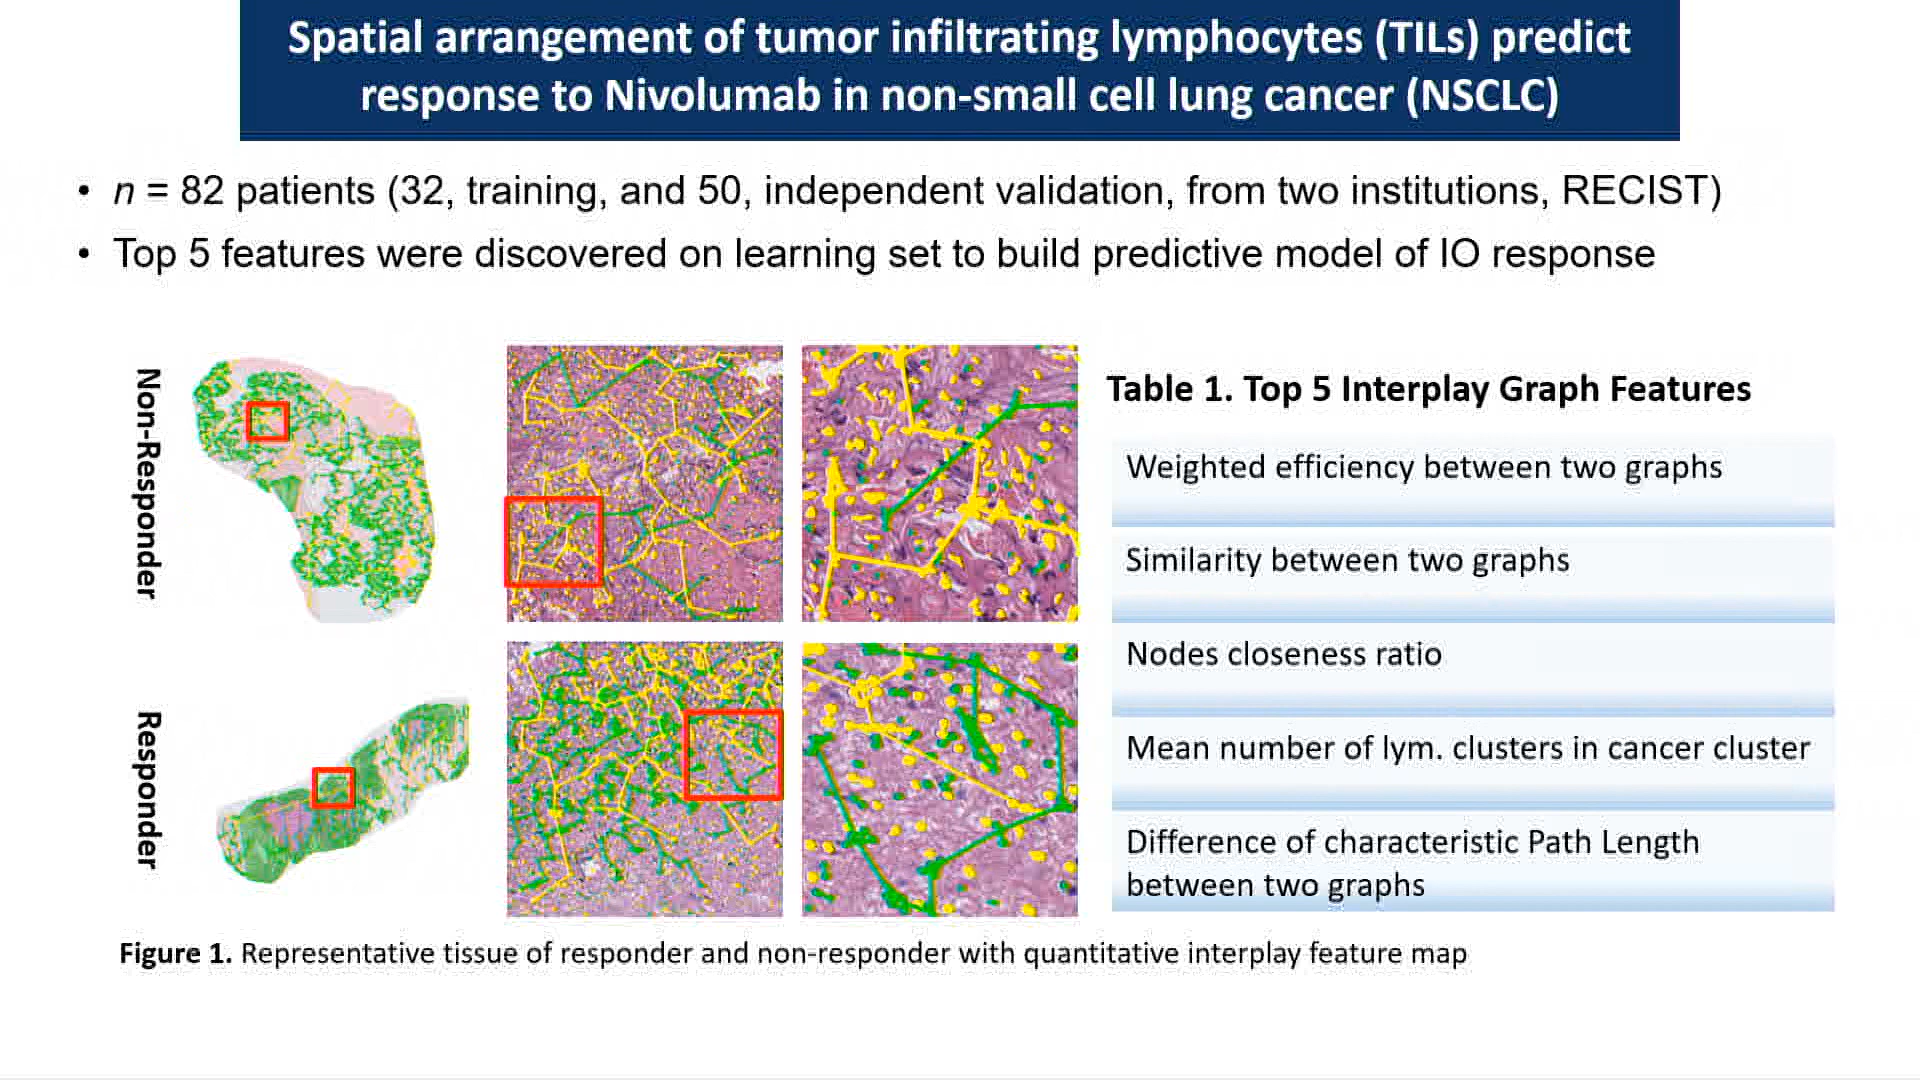 Spatial arrangement of tumor infiltrating lymphocytes (TILs) predict
response to Nivolumab in non-small cell lung cancer (NSCLC)
• n = 82 patients (32, training, and 50, independent validation, from two institutions, RECIST)
• Top 5 features were discovered on learning set to build predictive model of IO response
Non-Responder
Responder
Table 1. Top 5 Interplay Graph Features
Weighted efficiency between two graphs
Similarity between two graphs
Nodes closeness ratio
Mean number of lym. clusters in cancer cluster
Difference of characteristic Path Length
between two graphs
Figure 1. Representative tissue of responder and non-responder with quantitative interplay feature map